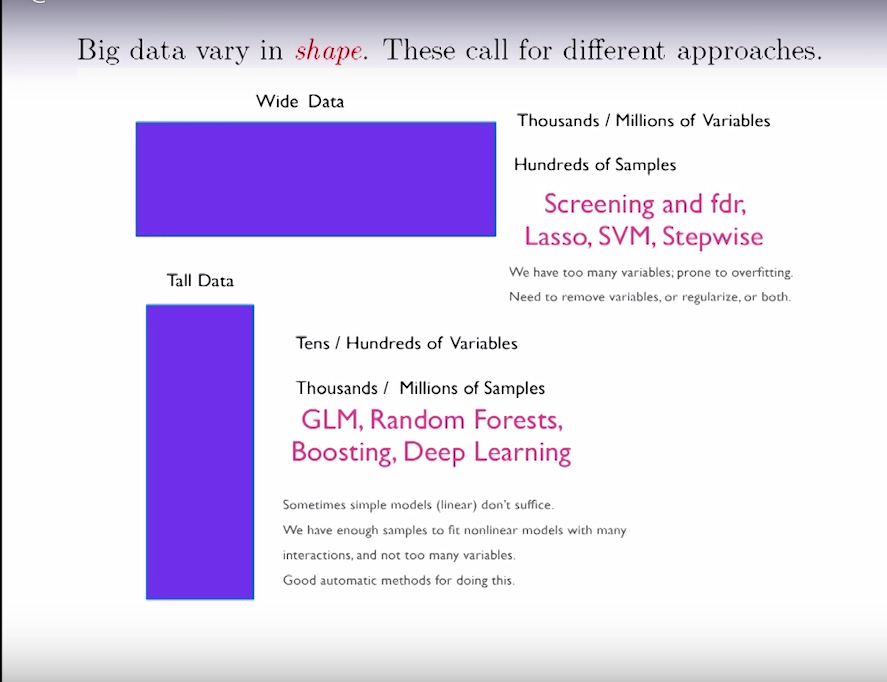 Big data vary in shape. These call for different approaches.
Wide Data
Thousands / Millions of Variables
Hundreds of Samples
Screening and fdr,
Lasso, SVM, Stepwise
We have too many variables; prone to overfitting.
Need to remove variables, or regularize, or both.
Tall Data
Tens / Hundreds of Variables
Thousands / Millions of Samples
GLM, Random Forests,
Boosting, Deep Learning
Sometimes simple models (linear) don't suffice.
We have enough samples to fit nonlinear models with many
interactions, and not too many variables.
Good automatic methods for doing this.